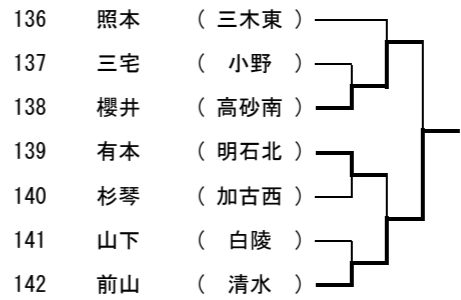 136 照本 ( 三木東 )
137 三宅 ( 小野 )
138 櫻井 ( 高砂南 )
139 有本 ( 明石北 )
140 杉琴 ( 加古西 )
141 山下 ( 白陵 )
142 前山 ( 清水 )